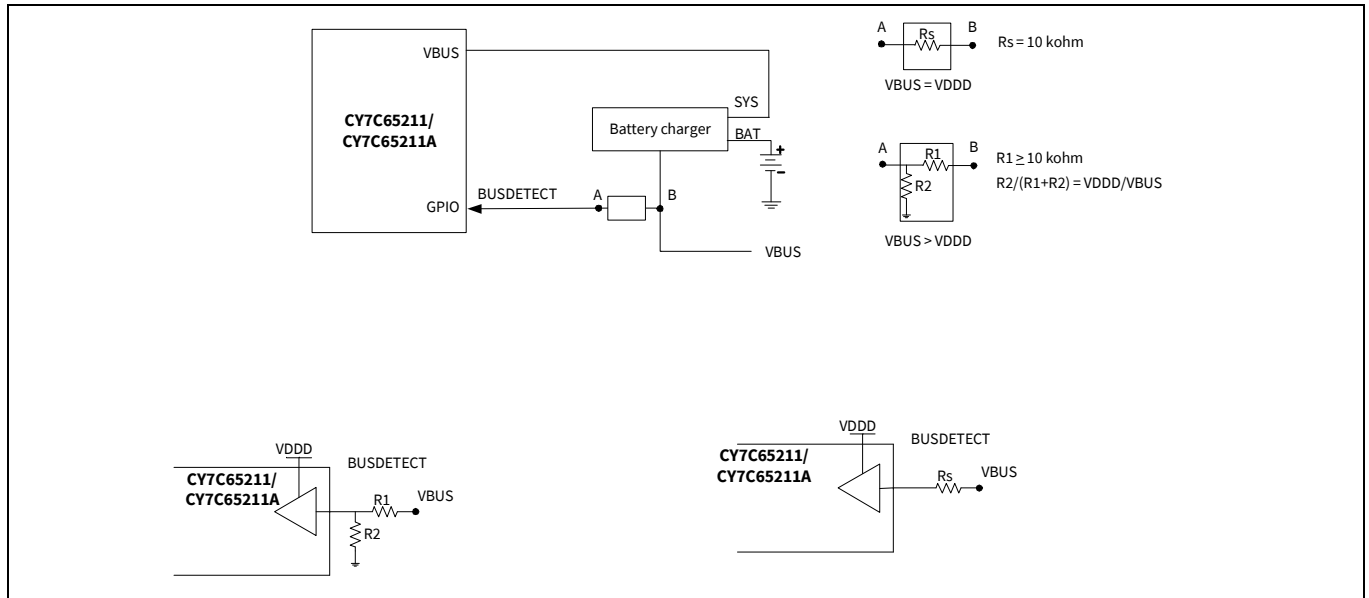 VBUS
CY7C65211/
CY7C65211A
GPIO
BUSDETECT
A
B
Battery charger
SYS
BAT
+
-
VBUS
A
Rs
B
Rs = 10 kohm
VBUS = VDDD
A
R1
B
R2
R1 ≥ 10 kohm
R2/(R1+R2) = VDDD/VBUS
VBUS > VDDD
VDDD
BUSDETECT
CY7C65211/
CY7C65211A
R1
VBUS
R2
VDDD
BUSDETECT
CY7C65211/
CY7C65211A
Rs
VBUS